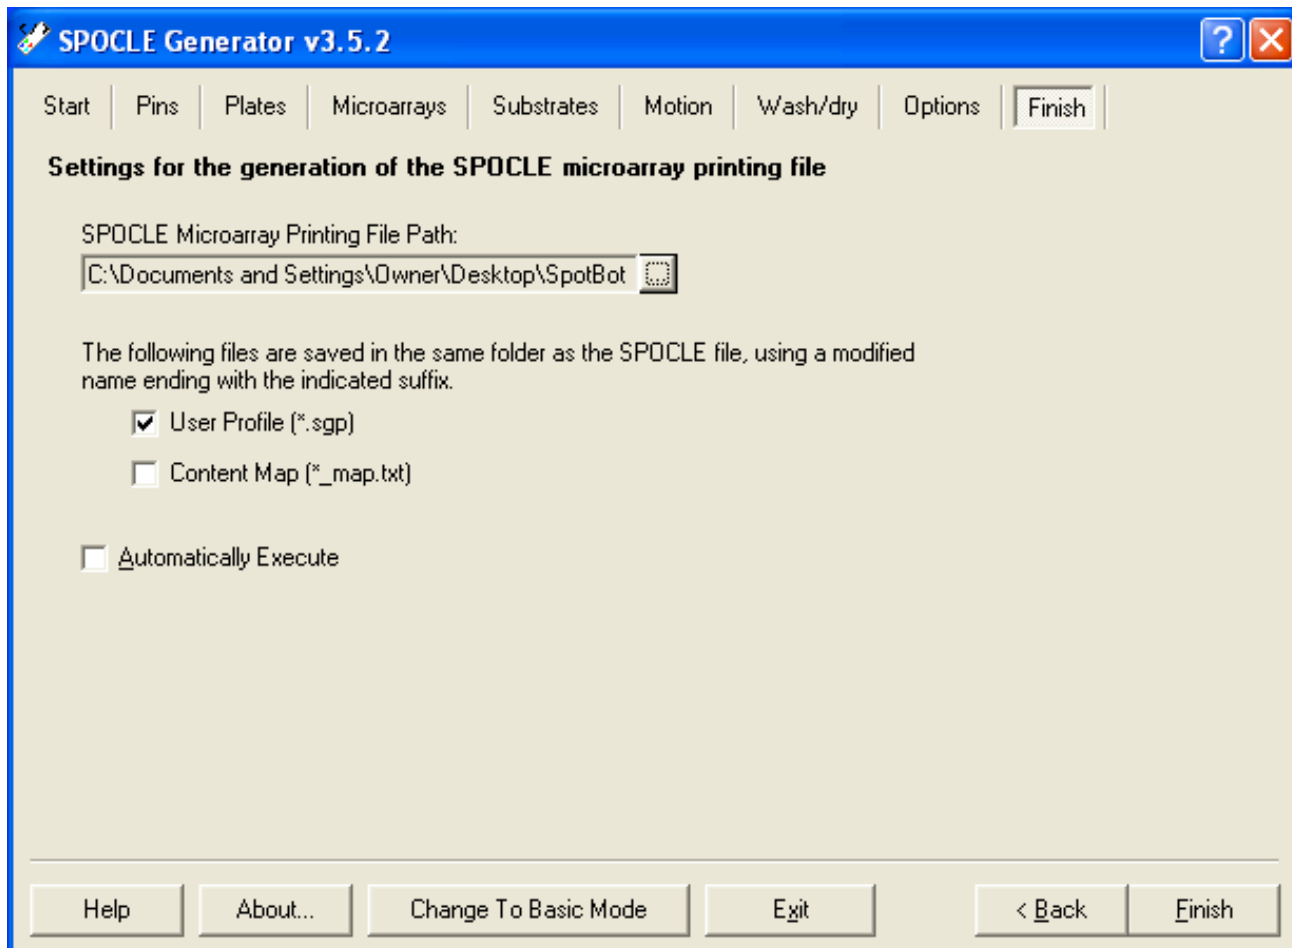 SPOCLE Generator v3.5.2
Start Pins Plates Microarrays Substrates Motion Wash/dry Options Finish
Settings for the generation of the SPOCLE microarray printing file
SPOCLE Microarray Printing File Path:
C:\Documents and Settings\Owner\Desktop\SpotBot ...
The following files are saved in the same folder as the SPOCLE file, using a modified
name ending with the indicated suffix.
User Profile (*.sgp)
Content Map (*_map.txt)
Automatically Execute
Help About... Change To Basic Mode Exit < Back Finish